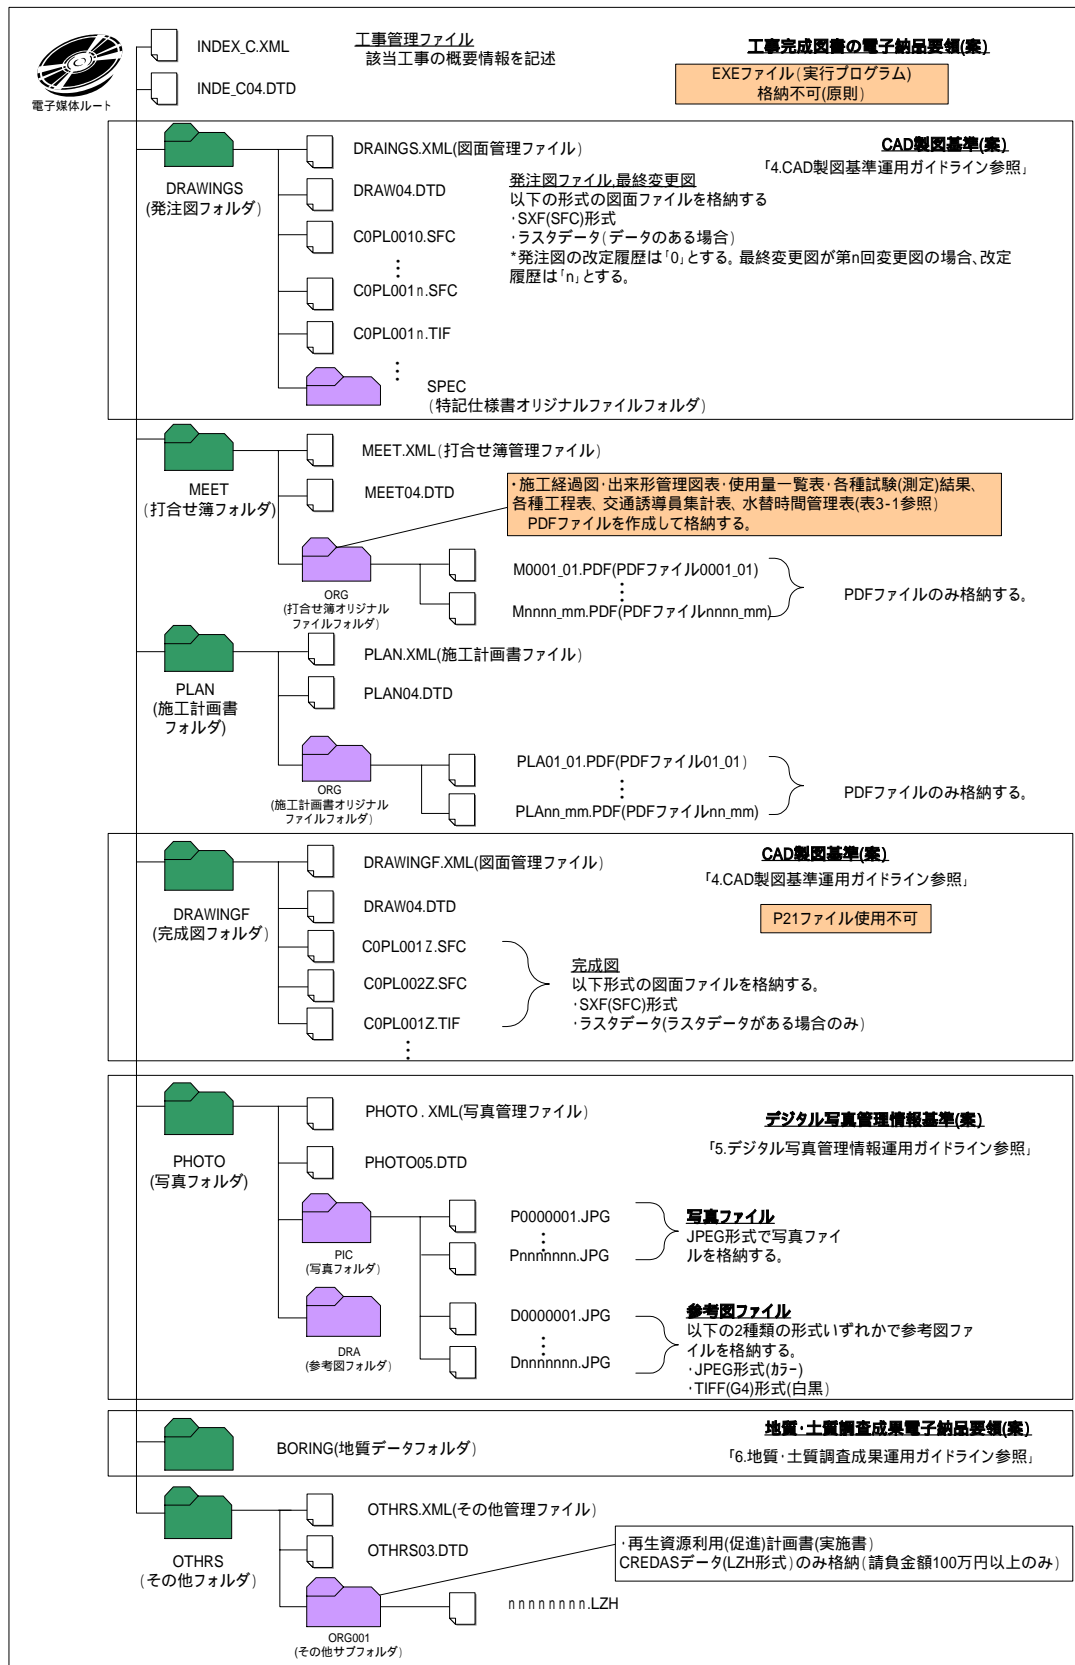 INDEX_C.XML
工事管理ファイル
該当工事の概要情報を記述
工事完成図書の電子納品要領(案)
EXEファイル(実行プログラム)
格納不可(原則)
INDE_C04.DTD
電子媒体ルート
DRAWINGS
(発注図フォルダ)
DRAINGS.XML(図面管理ファイル)
CAD製図基準(案)
「4.CAD製図基準運用ガイドライン参照」
DRAW04.DTD
発注図ファイル,最終変更図
以下の形式の図面ファイルを格納する
・SXF(SFC)形式
・ラスタデータ(データのある場合)
*発注図の改定履歴は「0」とする。最終変更図が第n回変更図の場合、改定
履歴は「n」とする。
C0PL0010.SFC
⋮
C0PL001n.SFC
C0PL001n.TIF
⋮
SPEC
(特記仕様書オリジナルファイルフォルダ)
MEET
(打合せ簿フォルダ)
MEET.XML(打合せ簿管理ファイル)
MEET04.DTD
・施工経過図・出来形管理図表・使用量一覧表・各種試験(測定)結果、
各種工程表、交通誘導員集計表、水替時間管理表(表3-1参照)
PDFファイルを作成して格納する。
ORG
(打合せ簿オリジナル
ファイルフォルダ)
M0001_01.PDF(PDFファイル0001_01)
⋮
Mnnnn_mm.PDF(PDFファイルnnnn_mm)
PDFファイルのみ格納する。
PLAN
(施工計画書
フォルダ)
PLAN.XML(施工計画書ファイル)
PLAN04.DTD
ORG
(施工計画書オリジナル
ファイルフォルダ)
PLA01_01.PDF(PDFファイル01_01)
⋮
PLAnn_mm.PDF(PDFファイルnn_mm)
PDFファイルのみ格納する。
DRAWINGF
(完成図フォルダ)
DRAWINGF.XML(図面管理ファイル)
CAD製図基準(案)
「4.CAD製図基準運用ガイドライン参照」
DRAW04.DTD
P21ファイル使用不可
C0PL001Z.SFC
C0PL002Z.SFC
C0PL001Z.TIF
⋮
完成図
以下形式の図面ファイルを格納する。
・SXF(SFC)形式
・ラスタデータ(ラスタデータがある場合のみ)
PHOTO
(写真フォルダ)
PHOTO.XML(写真管理ファイル)
デジタル写真管理情報基準(案)
「5.デジタル写真管理情報運用ガイドライン参照」
PHOTO05.DTD
PIC
(写真フォルダ)
P0000001.JPG
⋮
Pnnnnnnn.JPG
写真ファイル
JPEG形式で写真ファイ
ルを格納する。
DRA
(参考図フォルダ)
D0000001.JPG
⋮
Dnnnnnnn.JPG
参考図ファイル
以下の2種類の形式いずれかで参考図ファ
イルを格納する。
・JPEG形式(カラー)
・TIFF(G4)形式(白黒)
BORING(地質データフォルダ)
地質・土質調査成果電子納品要領(案)
「6.地質・土質調査成果運用ガイドライン参照」
OTHRS
(その他フォルダ)
OTHRS.XML(その他管理ファイル)
OTHRS03.DTD
・再生資源利用(促進)計画書(実施書)
CREDASデータ(LZH形式)のみ格納(請負金額100万円以上のみ)
nnnnnnnn.LZH
ORG001
(その他サブフォルダ)